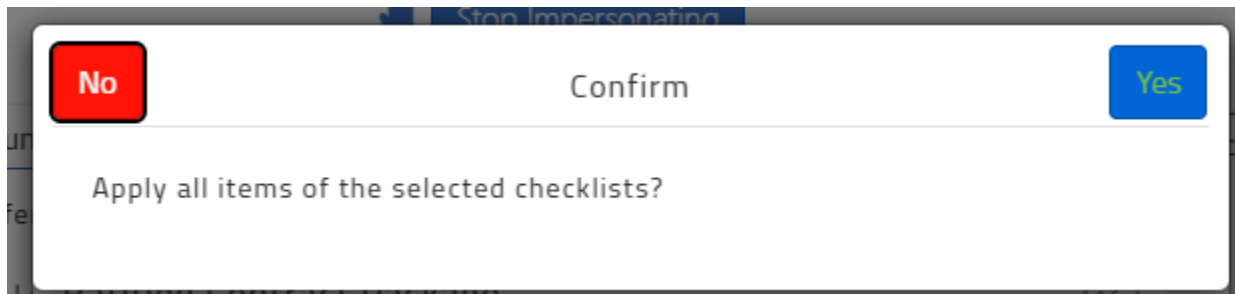 Stop Impersonating
No
Confirm
Yes
Apply all items of the selected checklists?